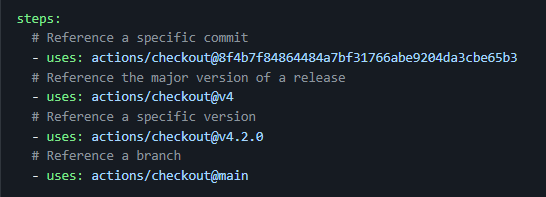 steps:
  # Reference a specific commit
  - uses: actions/checkout@8f4b7f84864484a7bf31766abe9204da3cbe65b3
  # Reference the major version of a release
  - uses: actions/checkout@v4
  # Reference a specific version
  - uses: actions/checkout@v4.2.0
  # Reference a branch
  - uses: actions/checkout@main